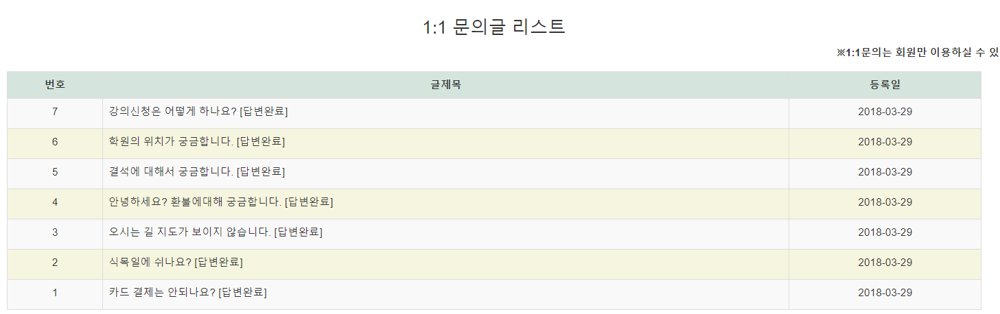 1:1 문의글 리스트
※1:1문의는 회원만 이용하실 수 있
번호 글제목 등록일
7 강의신청은 어떻게 하나요? [답변완료] 2018-03-29
6 학원의 위치가 궁금합니다. [답변완료] 2018-03-29
5 결석에 대해서 궁금합니다. [답변완료] 2018-03-29
4 안녕하세요? 환불에대해 궁금합니다. [답변완료] 2018-03-29
3 오시는 길 지도가 보이지 않습니다. [답변완료] 2018-03-29
2 식목일에 쉬나요? [답변완료] 2018-03-29
1 카드 결제는 안되나요? [답변완료] 2018-03-29